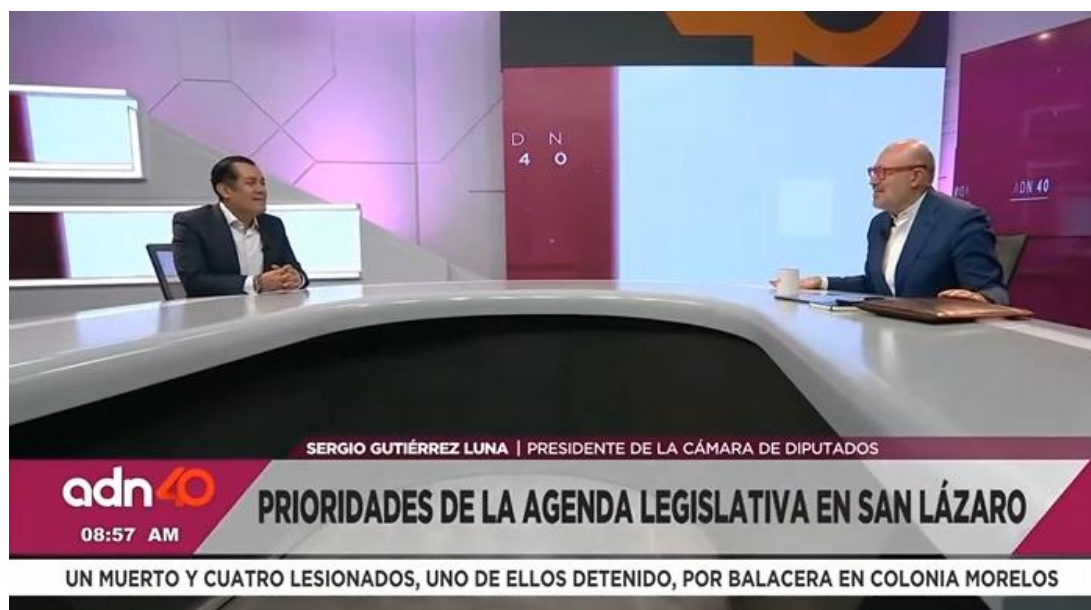 D N
4 0
ADN 40
SERGIO GUTIÉRREZ LUNA | PRESIDENTE DE LA CÁMARA DE DIPUTADOS
adn40
PRIORIDADES DE LA AGENDA LEGISLATIVA EN SAN LÁZARO
08:57 AM
UN MUERTO Y CUATRO LESIONADOS, UNO DE ELLOS DETENIDO, POR BALACERA EN COLONIA MORELOS